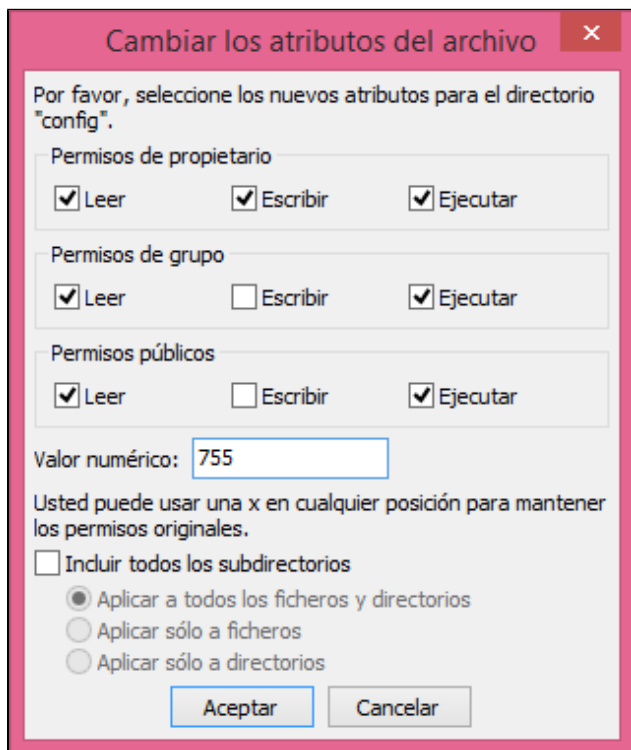 Cambiar los atributos del archivo
Por favor, seleccione los nuevos atributos para el directorio
"config".
Permisos de propietario
Leer Escribir Ejecutar
Permisos de grupo
Leer Escribir Ejecutar
Permisos públicos
Leer Escribir Ejecutar
Valor numérico: 755
Usted puede usar una x en cualquier posición para mantener
los permisos originales.
Incluir todos los subdirectorios
Aplicar a todos los ficheros y directorios
Aplicar sólo a ficheros
Aplicar sólo a directorios
Aceptar Cancelar